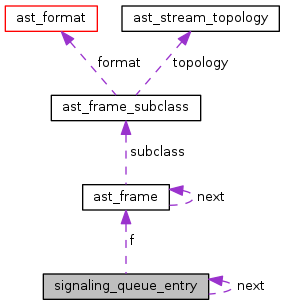 ast_format
ast_stream_topology
format
topology
ast_frame_subclass
subclass
ast_frame
next
f
signaling_queue_entry
next